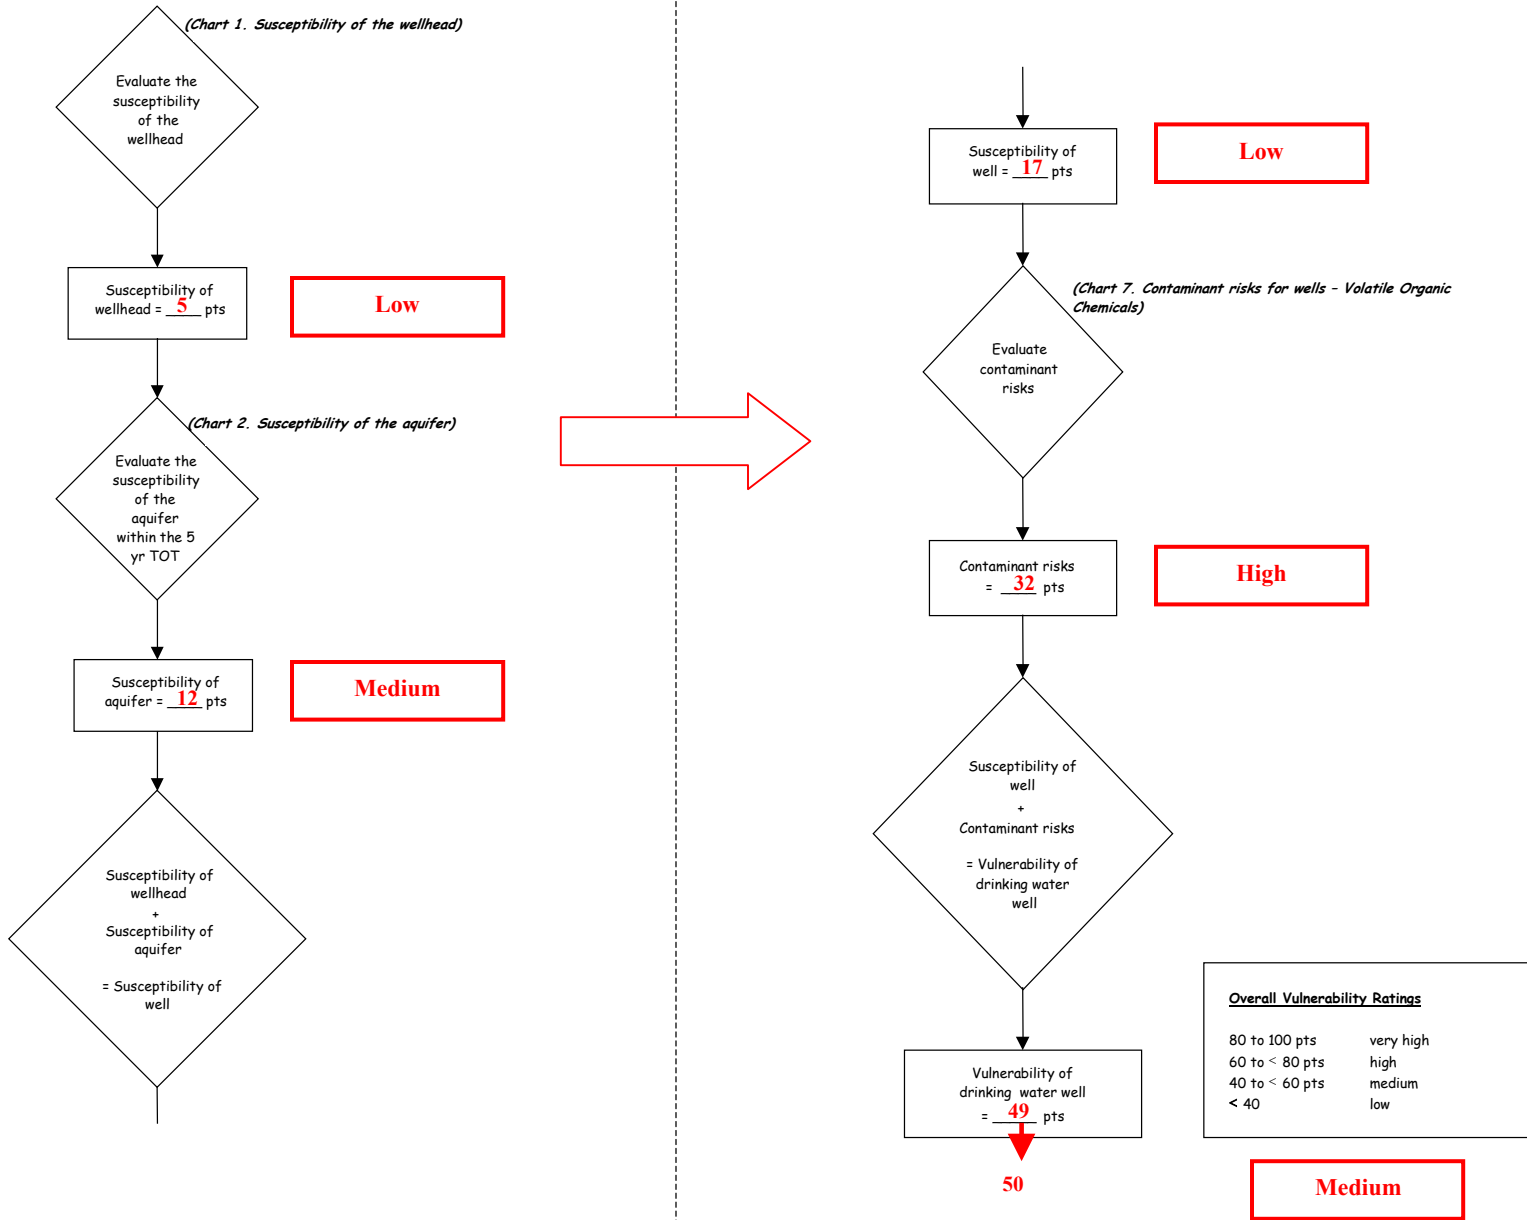 (Chart 1. Susceptibility of the wellhead)
Evaluate the
susceptibility
of the
wellhead
Susceptibility of
wellhead = 5 pts
Low
(Chart 2. Susceptibility of the aquifer)
Evaluate the
susceptibility
of the
aquifer
within the 5
yr TOT
Susceptibility of
aquifer = 12 pts
Medium
Susceptibility of
wellhead
+
Susceptibility of
aquifer
= Susceptibility of
well
Susceptibility of
well = 17 pts
Low
(Chart 7. Contaminant risks for wells – Volatile Organic
Chemicals)
Evaluate
contaminant
risks
Contaminant risks
= 32 pts
High
Susceptibility of
well
+
Contaminant risks
= Vulnerability of
drinking water
well
Vulnerability of
drinking water well
= 49 pts
50
Overall Vulnerability Ratings
80 to 100 pts very high
60 to < 80 pts high
40 to < 60 pts medium
< 40 low
Medium